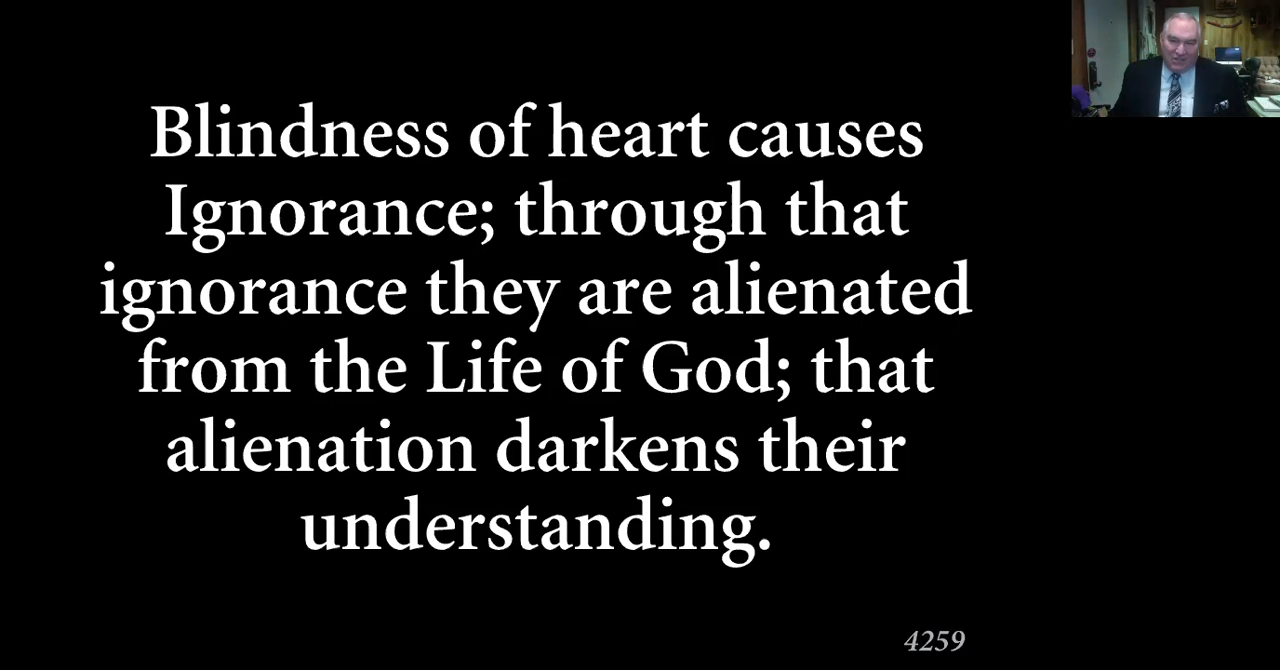 Blindness of heart causes
Ignorance; through that
ignorance they are alienated
from the Life of God; that
alienation darkens their
understanding.
4259